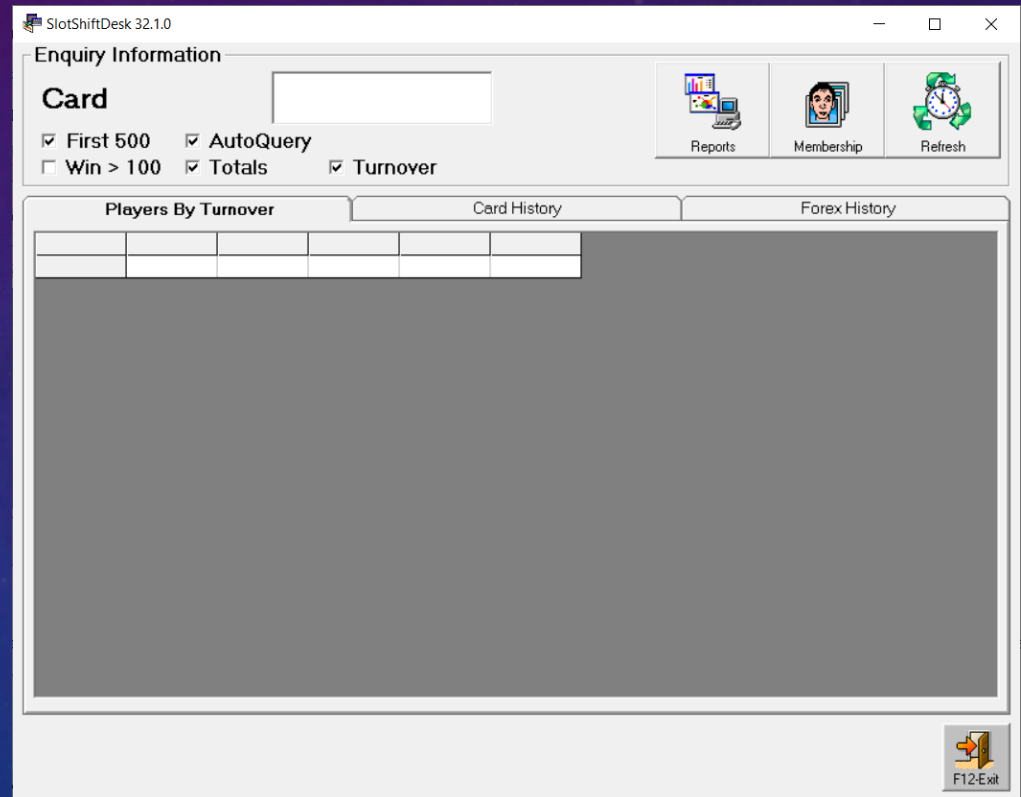 SlotShiftDesk 32.1.0
Enquiry Information
Card
First 500
AutoQuery
Win > 100
Totals
Turnover
Reports
Membership
Refresh
Players By Turnover
Card History
Forex History
F12-Exit